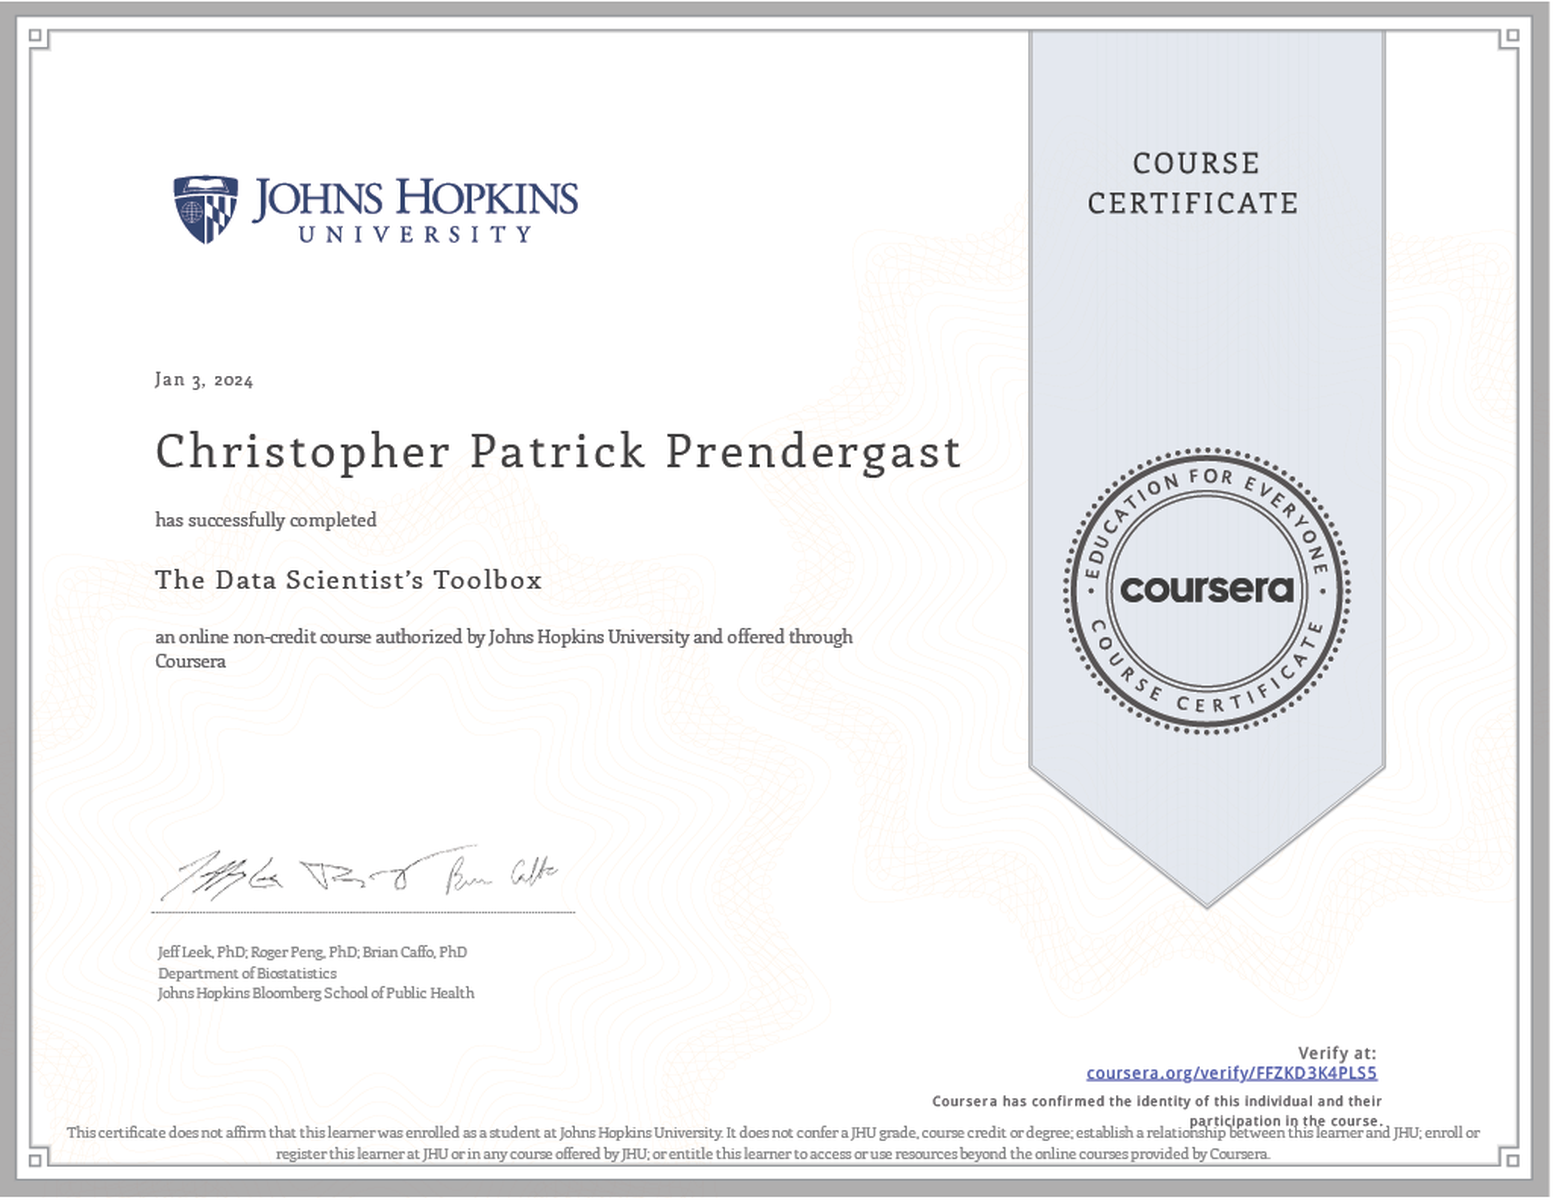 JOHNS HOPKINS
UNIVERSITY
COURSE
CERTIFICATE
Jan 3, 2024
Christopher Patrick Prendergast
has successfully completed
The Data Scientist’s Toolbox
an online non-credit course authorized by Johns Hopkins University and offered through
Coursera
EDUCATION FOR EVERYONE
coursera
COURSE CERTIFICATE
Jeff Leek, PhD; Roger Peng, PhD; Brian Caffo, PhD
Department of Biostatistics
Johns Hopkins Bloomberg School of Public Health
Verify at:
coursera.org/verify/FFZKD3K4PLS5
Coursera has confirmed the identity of this individual and their
participation in the course.
This certificate does not affirm that this learner was enrolled as a student at Johns Hopkins University. It does not confer a JHU grade, course credit or degree; establish a relationship between this learner and JHU; enroll or
register this learner at JHU or in any course offered by JHU; or entitle this learner to access or use resources beyond the online courses provided by Coursera.